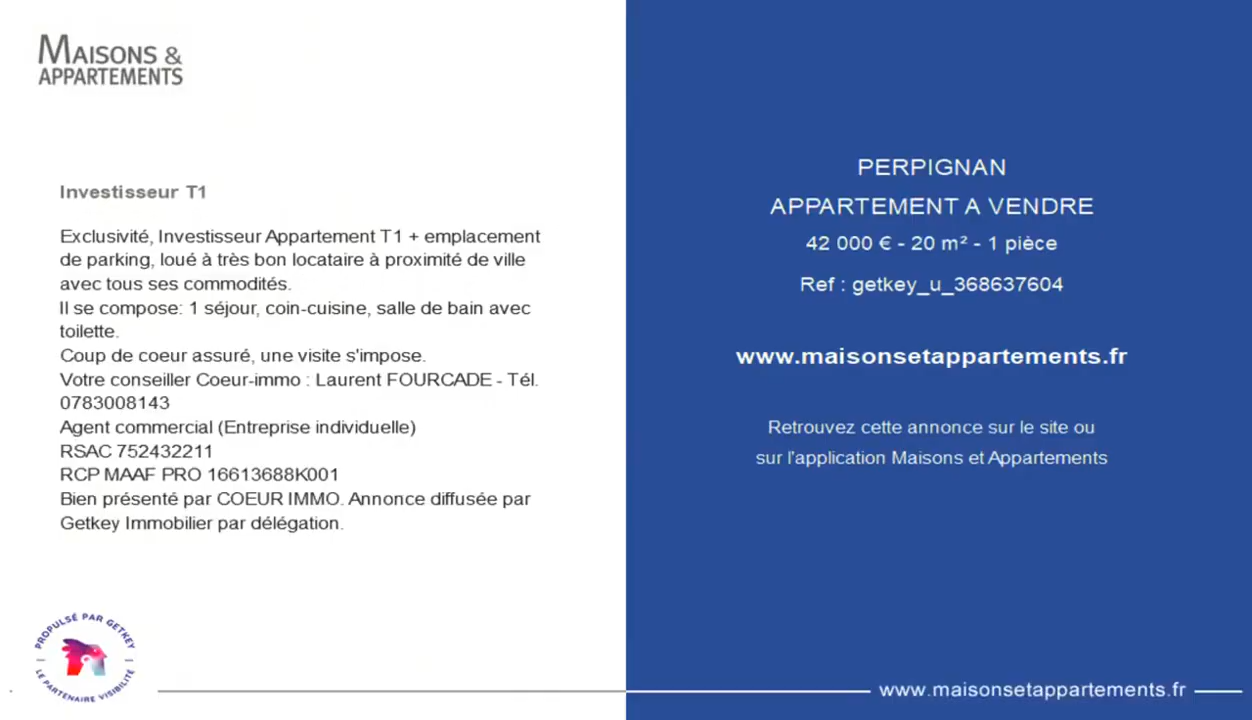 MAISONS &
APPARTEMENTS
Investisseur T1
Exclusivité, Investisseur Appartement T1 + emplacement
de parking, loué à très bon locataire à proximité de ville
avec tous ses commodités.
Il se compose: 1 séjour, coin-cuisine, salle de bain avec
toilette.
Coup de coeur assuré, une visite s'impose.
Votre conseiller Coeur-immo : Laurent FOURCADE - Tél.
0783008143
Agent commercial (Entreprise individuelle)
RSAC 752432211
RCP MAAF PRO 16613688K001
Bien présenté par COEUR IMMO. Annonce diffusée par
Getkey Immobilier par délégation.
PROPULSÉ PAR GETKEY
LE PARTENAIRE VISIBILITÉ
PERPIGNAN
APPARTEMENT A VENDRE
42 000 € - 20 m² - 1 pièce
Ref : getkey_u_368637604
www.maisonsetappartements.fr
Retrouvez cette annonce sur le site ou
sur l'application Maisons et Appartements
www.maisonsetappartements.fr